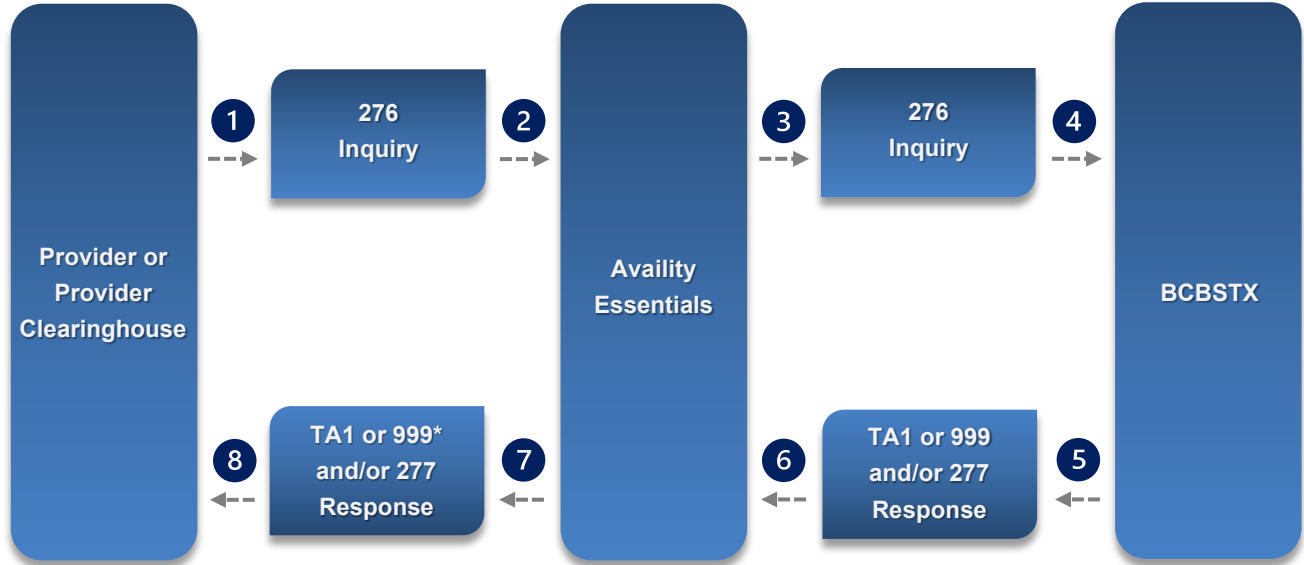 1
276
Inquiry
2
3
276
Inquiry
4
Provider or
Provider
Clearinghouse
Availity
Essentials
BCBSTX
8
TA1 or 999*
and/or 277
Response
7
6
TA1 or 999
and/or 277
Response
5